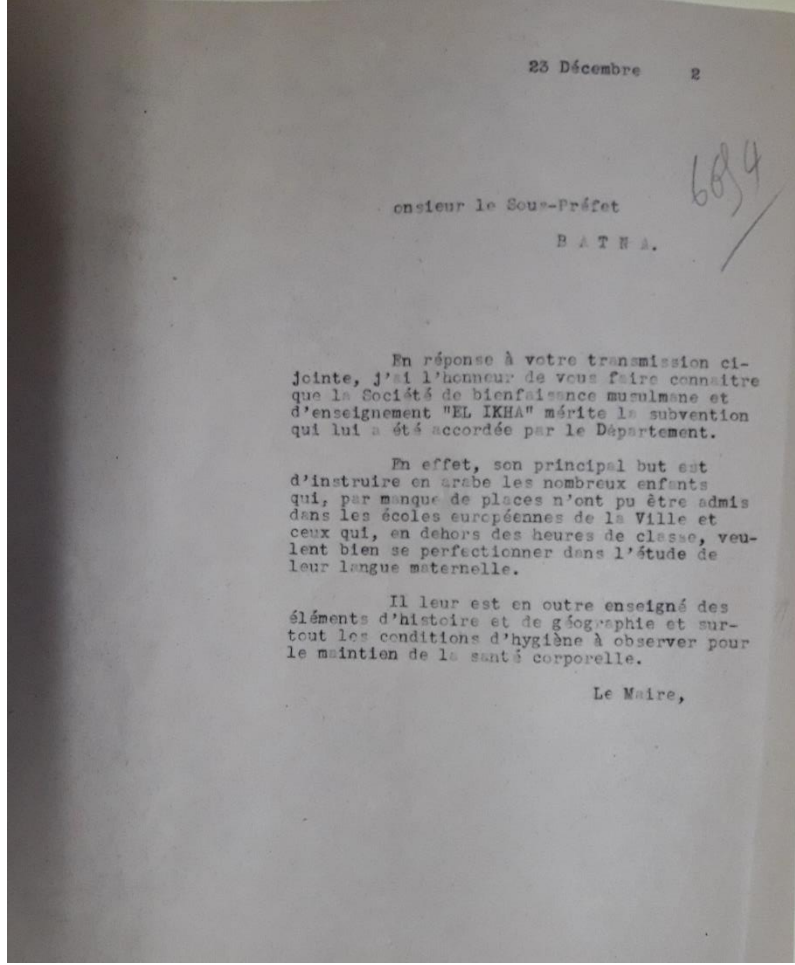 23 Décembre 2
6694
onsieur le Sous-Préfet
B A T N A.
En réponse à votre transmission ci-
jointe, j'ai l'honneur de vous faire connaitre
que la Société de bienfaisance musulmane et
d'enseignement "EL IKHA" mérite la subvention
qui lui a été accordée par le Département.
En effet, son principal but est
d'instruire en arabe les nombreux enfants
qui, par manque de places n'ont pu être admis
dans les écoles européennes de la Ville et
ceux qui, en dehors des heures de classe, veu-
lent bien se perfectionner dans l'étude de
leur langue maternelle.
Il leur est en outre enseigné des
éléments d'histoire et de géographie et sur-
tout les conditions d'hygiène à observer pour
le maintien de la santé corporelle.
Le Maire,